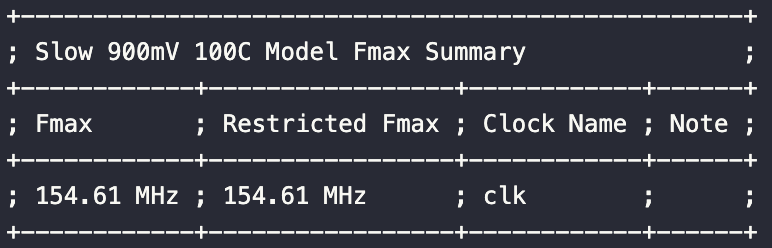 +--------------------------------------------------+
; Slow 900mV 100C Model Fmax Summary               ;
+------------+-----------------+------------+------+
; Fmax       ; Restricted Fmax ; Clock Name ; Note ;
+------------+-----------------+------------+------+
; 154.61 MHz ; 154.61 MHz      ; clk        ;      ;
+------------+-----------------+------------+------+